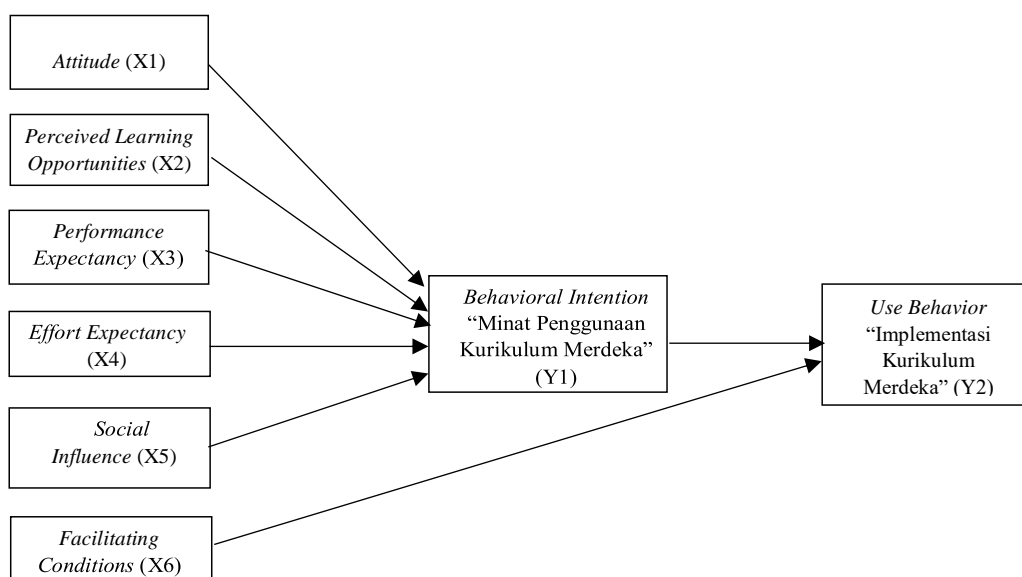 Attitude (X1)
Perceived Learning
Opportunities (X2)
Performance
Expectancy (X3)
Effort Expectancy
(X4)
Social
Influence (X5)
Facilitating
Conditions (X6)
Behavioral Intention
“Minat Penggunaan
Kurikulum Merdeka”
(Y1)
Use Behavior
“Implementasi
Kurikulum
Merdeka” (Y2)